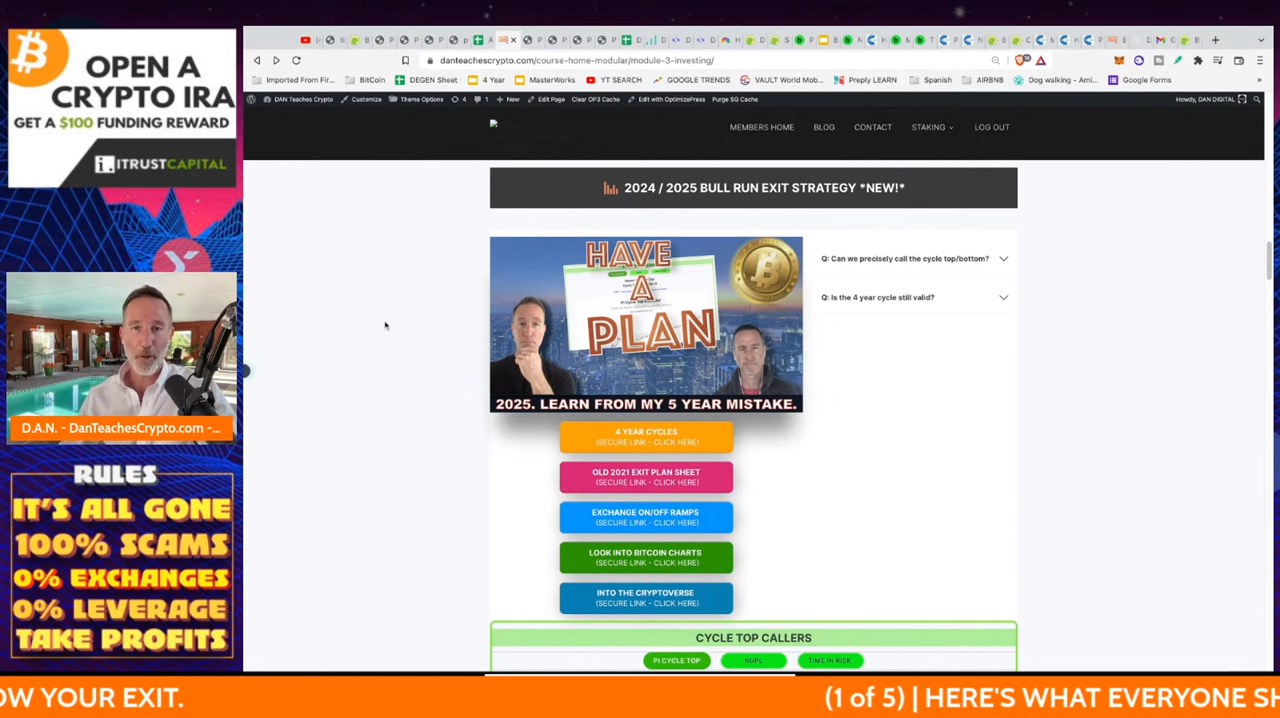 OPEN A
CRYPTO IRA
GET A $100 FUNDING REWARD
i. ITRUSTCAPITAL
D.A.N. - DanTeachesCrypto.com -...
RULES
IT'S ALL GONE
100% SCAMS
0% EXCHANGES
0% LEVERAGE
TAKE PROFITS
danteachescrypto.com/course-home-modular/module-3-investing/
Imported From Fir... BitCoin DEGEN Sheet 4 Year MasterWorks YT SEARCH GOOGLE TRENDS VAULT World Mob... Preply LEARN Spanish AIRBNB Dog walking - Ami... Google Forms
DAN Teaches Crypto Customize Theme Options 4 1 + New Edit Page Clear OP3 Cache Edit with OptimizePress Purge SG Cache Howdy, DAN DIGITAL
MEMBERS HOME BLOG CONTACT STAKING LOG OUT
2024 / 2025 BULL RUN EXIT STRATEGY *NEW!*
HAVE
A
PLAN
2025. LEARN FROM MY 5 YEAR MISTAKE.
Q: Can we precisely call the cycle top/bottom?
Q: Is the 4 year cycle still valid?
4 YEAR CYCLES
(SECURE LINK - CLICK HERE)
OLD 2021 EXIT PLAN SHEET
(SECURE LINK - CLICK HERE)
EXCHANGE ON/OFF RAMPS
(SECURE LINK - CLICK HERE)
LOOK INTO BITCOIN CHARTS
(SECURE LINK - CLICK HERE)
INTO THE CRYPTOVERSE
(SECURE LINK - CLICK HERE)
CYCLE TOP CALLERS
PI CYCLE TOP NUPL TIME IN RISK
OW YOUR EXIT. (1 of 5) | HERE'S WHAT EVERYONE SH